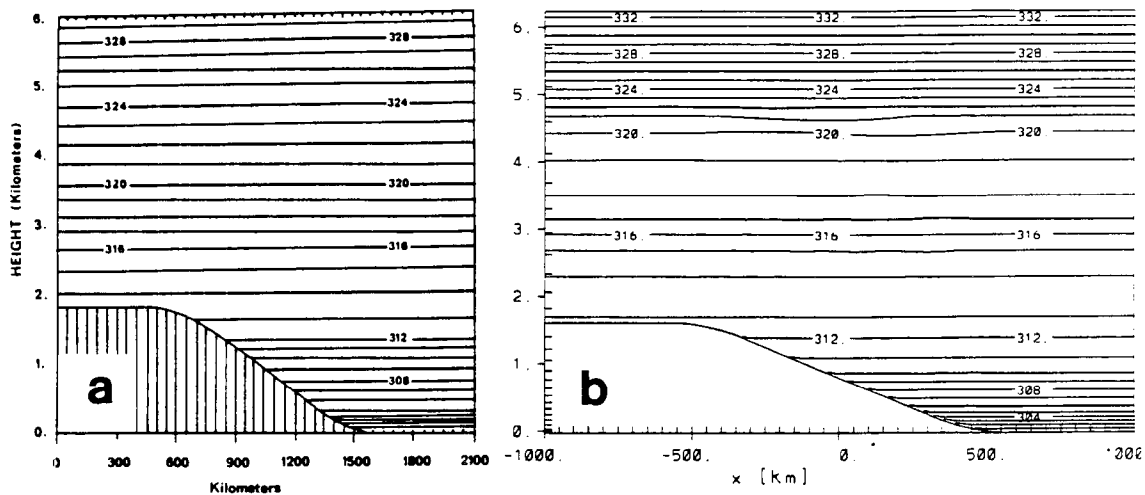 6.
5.
4.
3.
2.
1.
0.
HEIGHT (Kilometers)
328 328
324 324
320 320
316 316
312
308
a
0 300 600 900 1200 1500 2100
Kilometers
6.
5.
4.
3.
2.
1.
0.
332. 332. 332.
328. 328. 328.
324. 324. 324.
320. 320. 320.
316. 316. 316.
312. 312.
308.
304.
b
-1000. -500. 0. 500. 000
x [km]